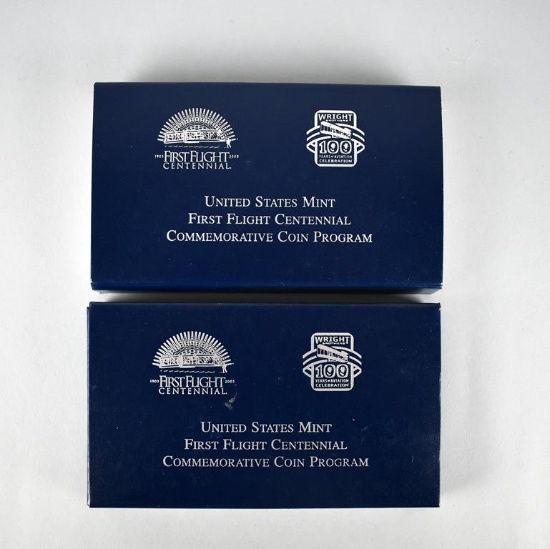 1903 FIRST FLIGHT 2003
CENTENNIAL
WRIGHT
100
YEARS OF AVIATION
CELEBRATION
UNITED STATES MINT
FIRST FLIGHT CENTENNIAL
COMMEMORATIVE COIN PROGRAM
1903 FIRST FLIGHT 2003
CENTENNIAL
WRIGHT
100
YEARS OF AVIATION
CELEBRATION
UNITED STATES MINT
FIRST FLIGHT CENTENNIAL
COMMEMORATIVE COIN PROGRAM